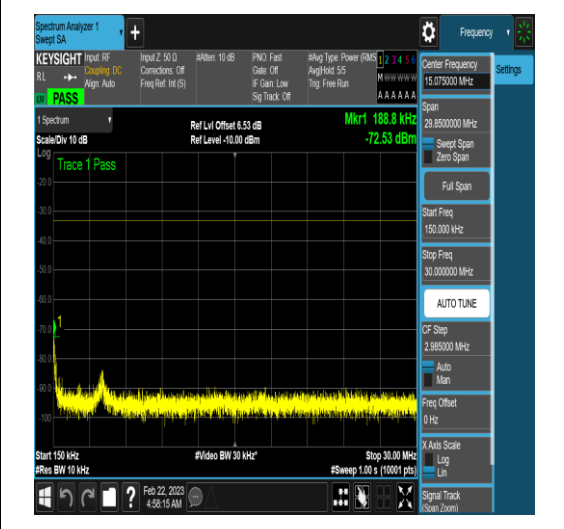 Spectrum Analyzer 1
Swept SA
+
Frequency
KEYSIGHT
Input: RF
Coupling: DC
Align: Auto
Input Z: 50 Ω
Corrections: Off
Freq Ref: Int (S)
#Atten: 10 dB
PNO: Fast
Gate: Off
IF Gain: Low
Sig Track: Off
#Avg Type: Power (RMS
Avg|Hold: 5/5
Trig: Free Run
1 2 3 4 5 6
M W W W W W
A A A A A A
RL
PASS
Center Frequency
15.075000 MHz
Settings
Span
29.8500000 MHz
Swept Span
Zero Span
Full Span
Start Freq
150.000 kHz
Stop Freq
30.000000 MHz
AUTO TUNE
CF Step
2.985000 MHz
Auto
Man
Freq Offset
0 Hz
X Axis Scale
Log
Lin
Signal Track
(Span Zoom)
1 Spectrum
Scale/Div 10 dB
Ref Lvl Offset 6.53 dB
Ref Level -10.00 dBm
Mkr1 188.8 kHz
-72.53 dBm
Log
Trace 1 Pass
-20.0
-30.0
-40.0
-50.0
-60.0
-70.0
-80.0
-90.0
-100
1
Start 150 kHz
#Res BW 10 kHz
#Video BW 30 kHz*
Stop 30.00 MHz
#Sweep 1.00 s (10001 pts)
?
Feb 22, 2023
4:58:15 AM